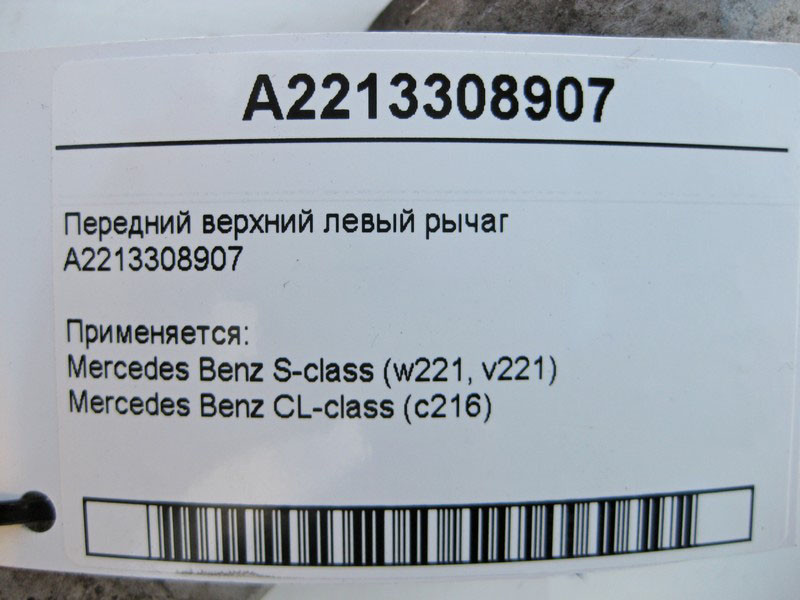 A2213308907
Передний верхний левый рычаг
A2213308907
Применяется:
Mercedes Benz S-class (w221, v221)
Mercedes Benz CL-class (c216)